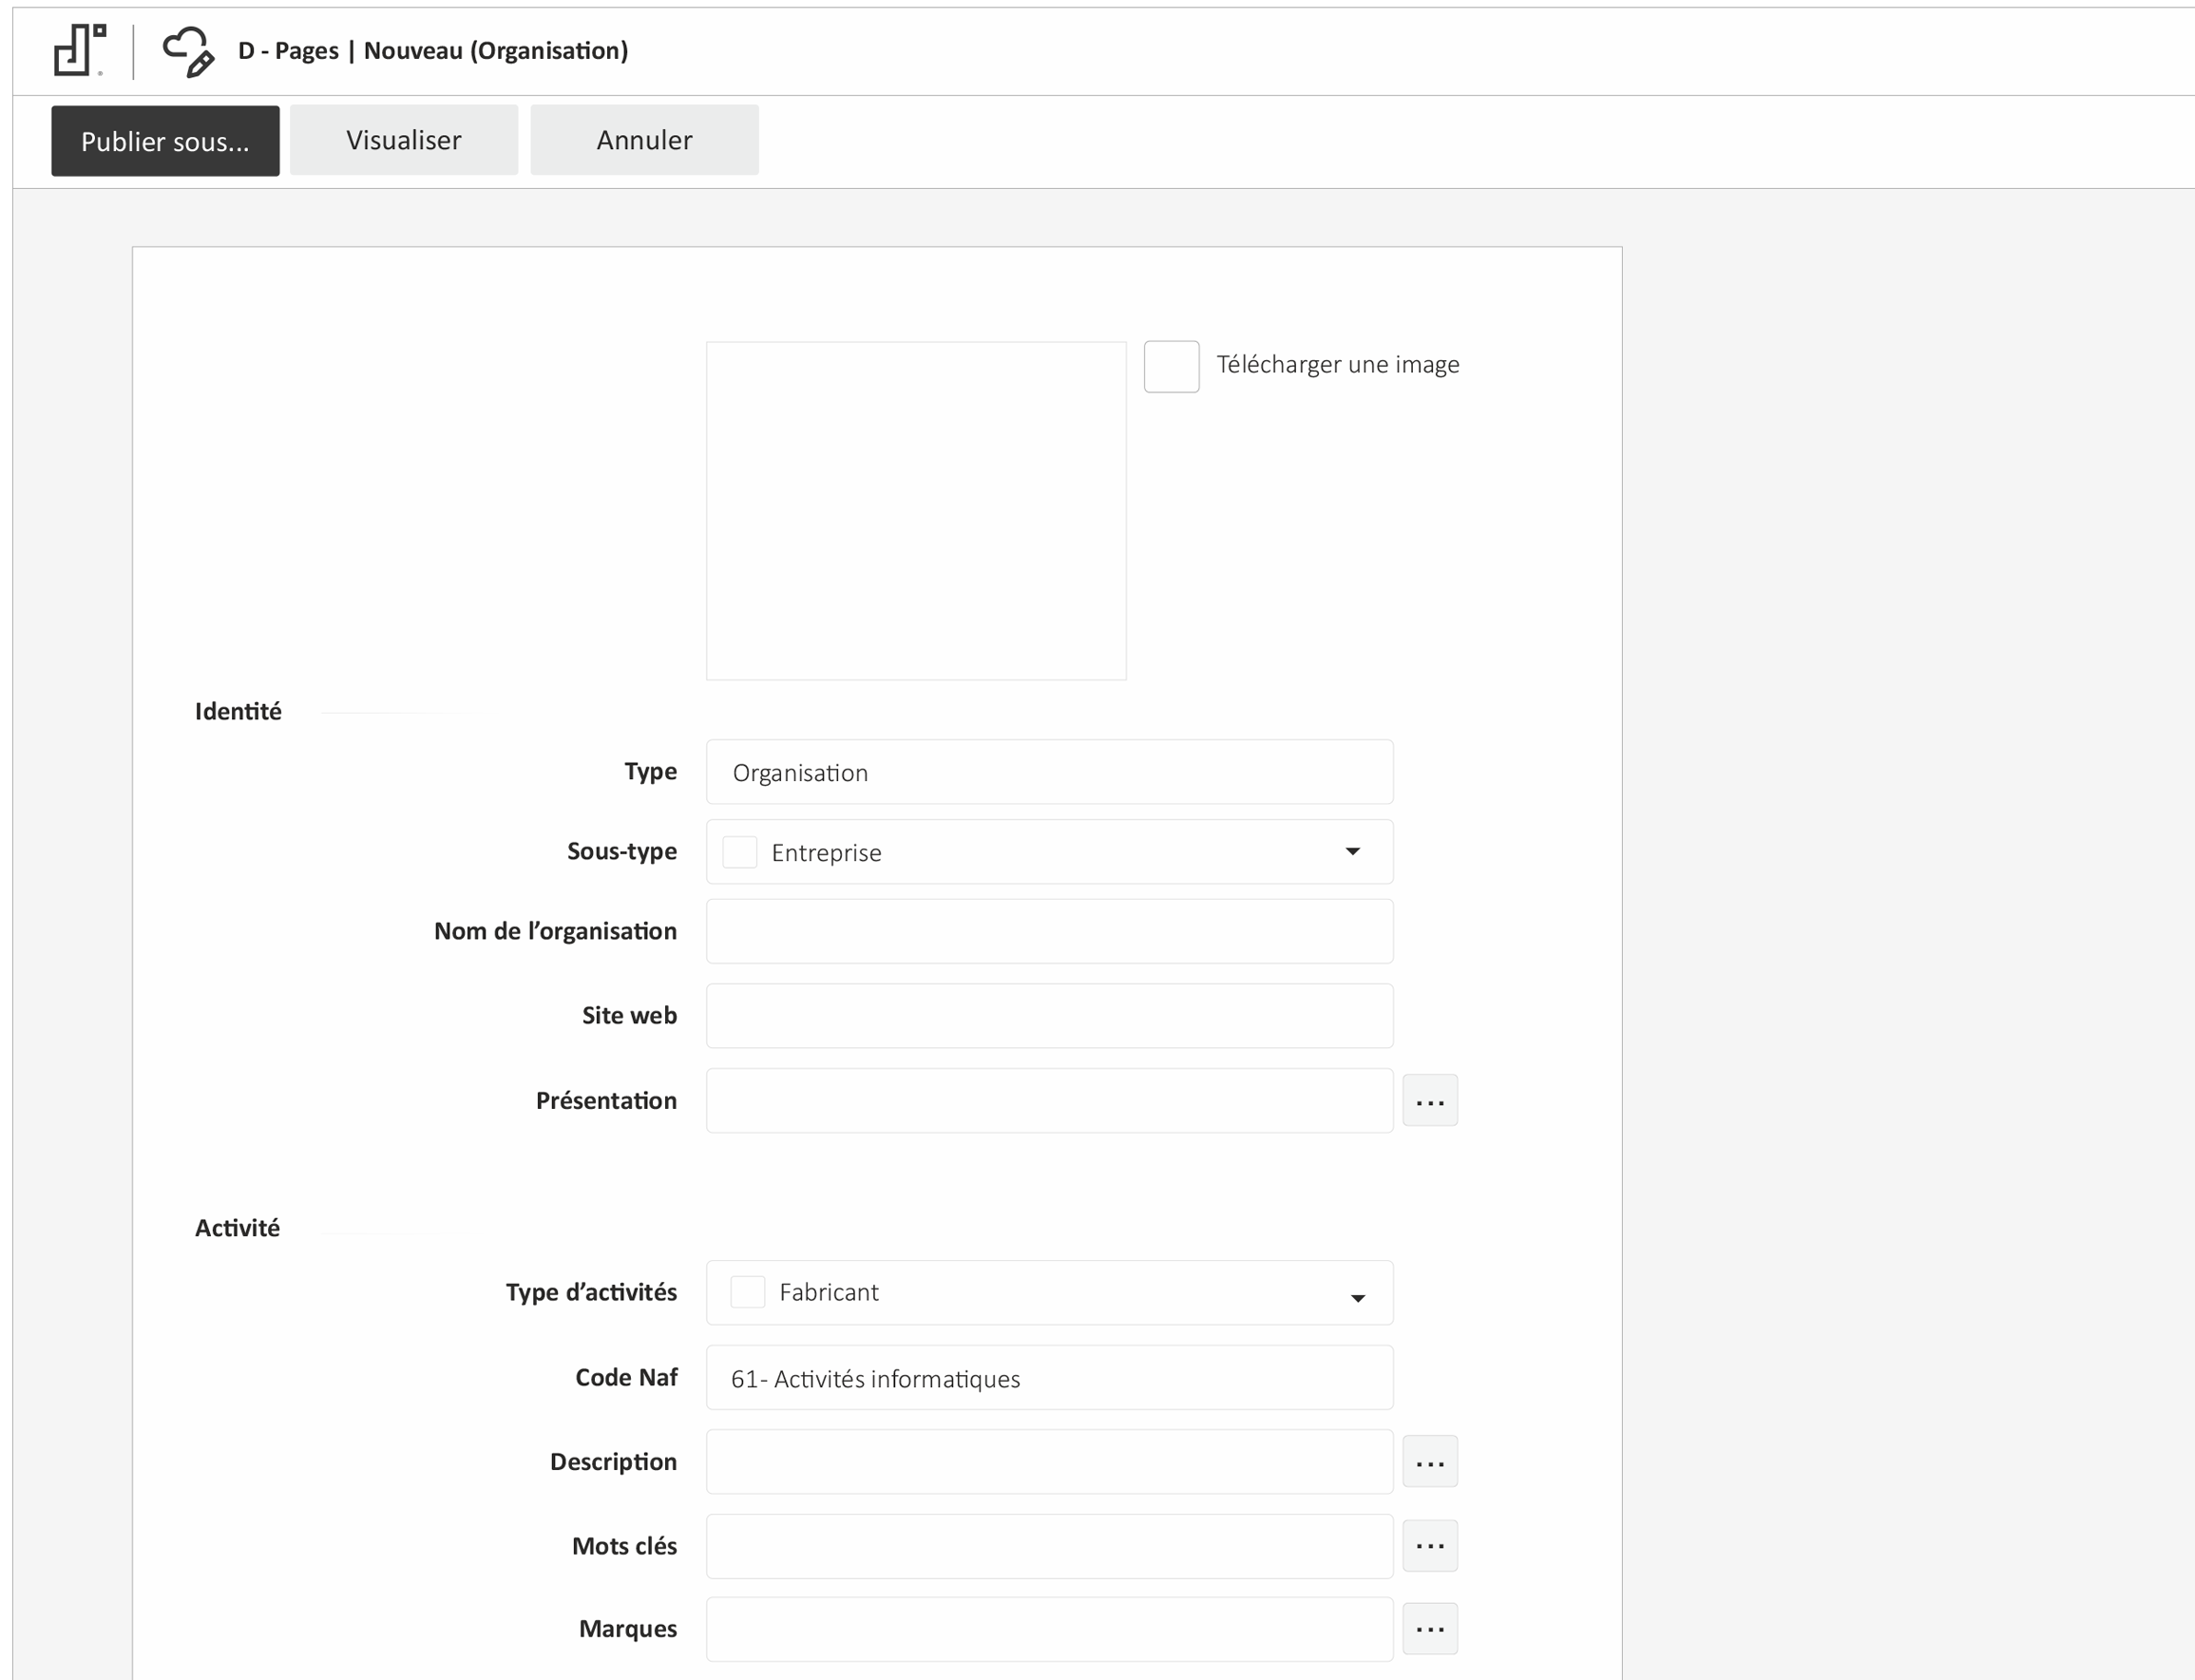 D - Pages | Nouveau (Organisation)
Publier sous...
Visualiser
Annuler
Télécharger une image
Identité
Type
Organisation
Sous-type
Entreprise
Nom de l’organisation
Site web
Présentation
...
Activité
Type d’activités
Fabricant
Code Naf
61- Activités informatiques
Description
...
Mots clés
...
Marques
...